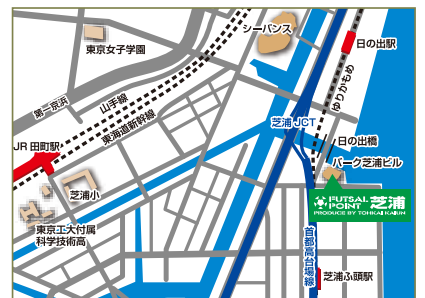 シーバンス
日の出駅
東京女子学園
ゆりかもめ
第一京浜
山手線
東海道新幹線
芝浦 JCT
日の出橋
JR 田町駅
パーク芝浦ビル
芝浦小
FUTSAL
POINT 芝浦
PRODUCE BY TOHKAI KAIUN
東京工大付属
科学技術高
首都高台場線
芝浦ふ頭駅